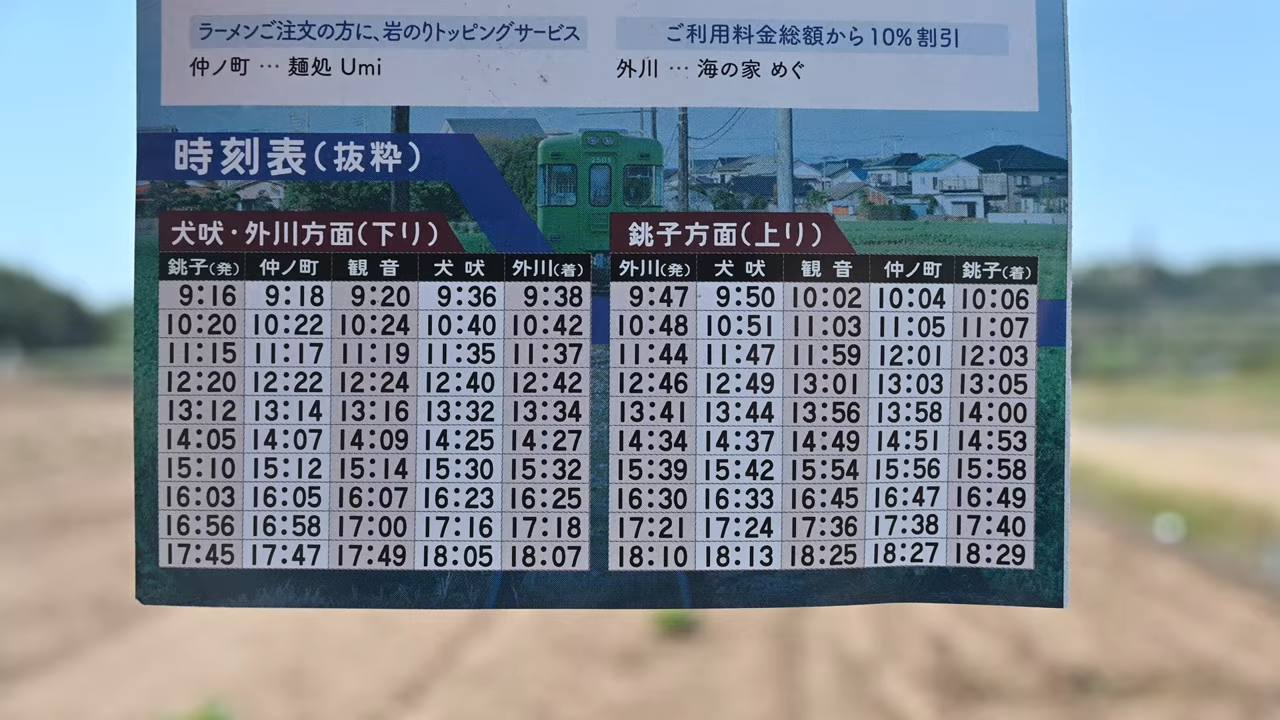 ラーメンご注文の方に、岩のりトッピングサービス
仲ノ町 … 麺処 Umi
ご利用料金総額から10%割引
外川 … 海の家 めぐ
時刻表(抜粋)
犬吠・外川方面(下り)
銚子(発) 仲ノ町 観音 犬吠 外川(着)
9:16 9:18 9:20 9:36 9:38
10:20 10:22 10:24 10:40 10:42
11:15 11:17 11:19 11:35 11:37
12:20 12:22 12:24 12:40 12:42
13:12 13:14 13:16 13:32 13:34
14:05 14:07 14:09 14:25 14:27
15:10 15:12 15:14 15:30 15:32
16:03 16:05 16:07 16:23 16:25
16:56 16:58 17:00 17:16 17:18
17:45 17:47 17:49 18:05 18:07
銚子方面(上り)
外川(発) 犬吠 観音 仲ノ町 銚子(着)
9:47 9:50 10:02 10:04 10:06
10:48 10:51 11:03 11:05 11:07
11:44 11:47 11:59 12:01 12:03
12:46 12:49 13:01 13:03 13:05
13:41 13:44 13:56 13:58 14:00
14:34 14:37 14:49 14:51 14:53
15:39 15:42 15:54 15:56 15:58
16:30 16:33 16:45 16:47 16:49
17:21 17:24 17:36 17:38 17:40
18:10 18:13 18:25 18:27 18:29